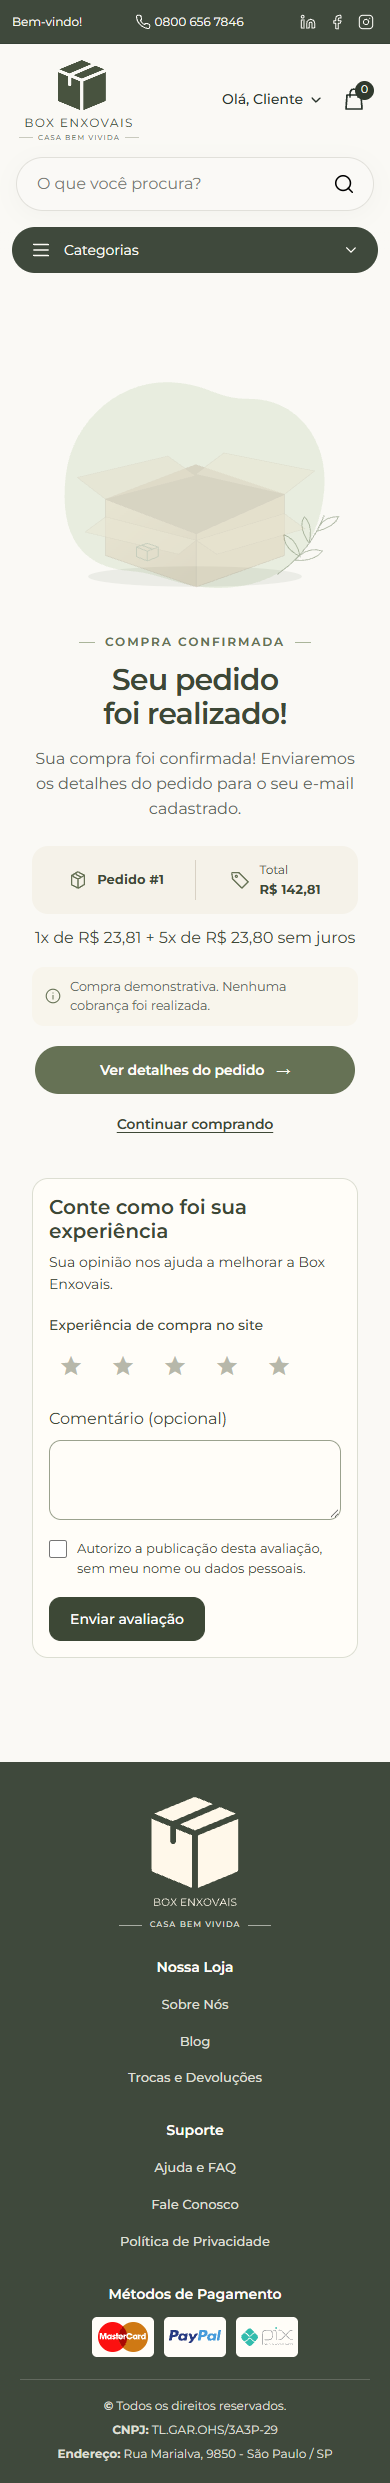 Bem-vindo!
0800 656 7846
BOX ENXOVAIS
CASA BEM VIVIDA
Olá, Cliente
0
O que você procura?
Categorias
COMPRA CONFIRMADA
Seu pedido
foi realizado!
Sua compra foi confirmada! Enviaremos
os detalhes do pedido para o seu e-mail
cadastrado.
Pedido #1
Total
R$ 142,81
1x de R$ 23,81 + 5x de R$ 23,80 sem juros
Compra demonstrativa. Nenhuma
cobrança foi realizada.
Ver detalhes do pedido →
Continuar comprando
Conte como foi sua
experiência
Sua opinião nos ajuda a melhorar a Box
Enxovais.
Experiência de compra no site
Comentário (opcional)
Autorizo a publicação desta avaliação,
sem meu nome ou dados pessoais.
Enviar avaliação
BOX ENXOVAIS
CASA BEM VIVIDA
Nossa Loja
Sobre Nós
Blog
Trocas e Devoluções
Suporte
Ajuda e FAQ
Fale Conosco
Política de Privacidade
Métodos de Pagamento
MasterCard
PayPal
pix
© Todos os direitos reservados.
CNPJ: TL.GAR.OHS/3A3P-29
Endereço: Rua Marialva, 9850 - São Paulo / SP